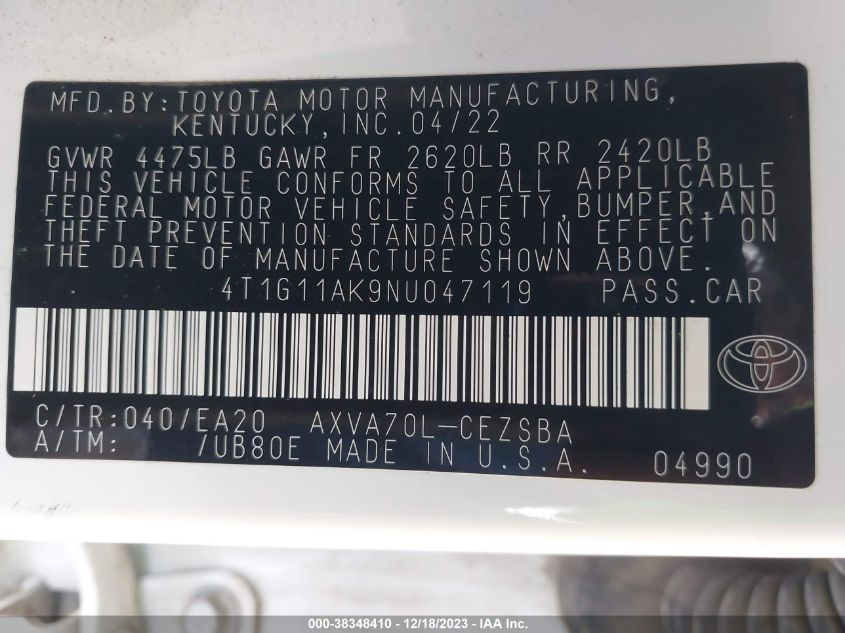 MFD.BY:TOYOTA MOTOR MANUFACTURING,
KENTUCKY,INC.04/22
GVWR 4475LB GAWR FR 2620LB RR 2420LB
THIS VEHICLE CONFORMS TO ALL APPLICABLE
FEDERAL MOTOR VEHICLE SAFETY,BUMPER,AND
THEFT PREVENTION STANDARDS IN EFFECT ON
THE DATE OF MANUFACTURE SHOWN ABOVE.
4T1G11AK9NU047119 PASS.CAR
C/TR:040/EA20 AXVA70L-CEZSBA
A/TM: /UB80E MADE IN U.S.A. 04990
000-38348410 - 12/18/2023 - IAA Inc.